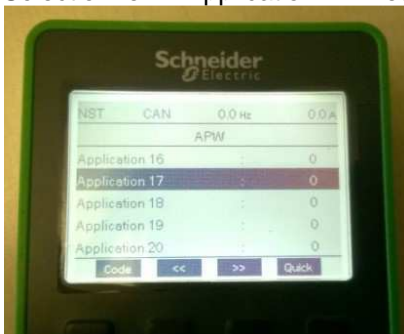 Schneider
Electric
NST CAN 0.0 Hz 0.0 A
APW
Application 16 : 0
Application 17 : 0
Application 18 : 0
Application 19 : 0
Application 20 : 0
Code << >> Quick